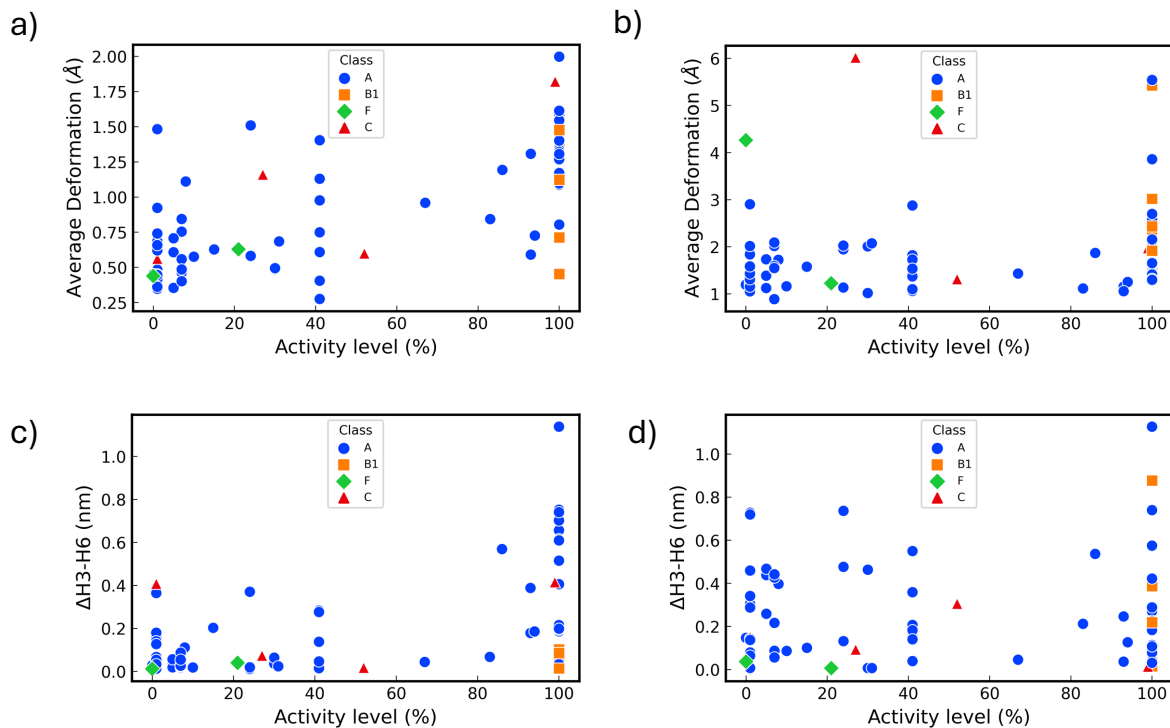 a)
2.00
1.75
1.50
1.25
1.00
0.75
0.50
0.25
Average Deformation (Å)
Class
A
B1
F
C
0 20 40 60 80 100
Activity level (%)
b)
6
5
4
3
2
1
Average Deformation (Å)
Class
A
B1
F
C
0 20 40 60 80 100
Activity level (%)
c)
1.0
0.8
0.6
0.4
0.2
0.0
ΔH3-H6 (nm)
Class
A
B1
F
C
0 20 40 60 80 100
Activity level (%)
d)
1.0
0.8
0.6
0.4
0.2
0.0
ΔH3-H6 (nm)
Class
A
B1
F
C
0 20 40 60 80 100
Activity level (%)